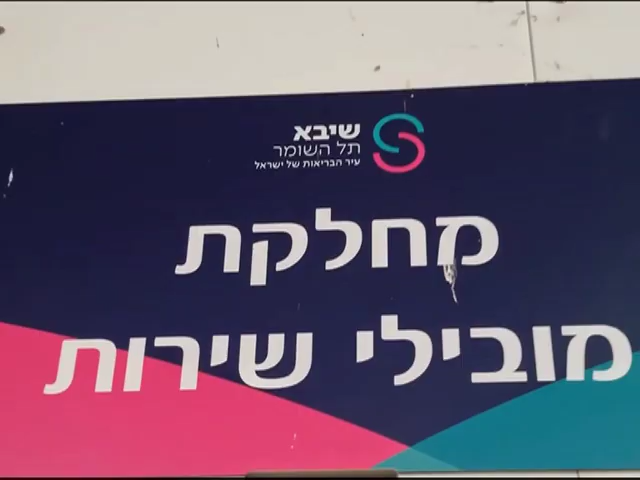 שיבא
תל השומר
עיר הבריאות של ישראל
מחלקת
מובילי שירות